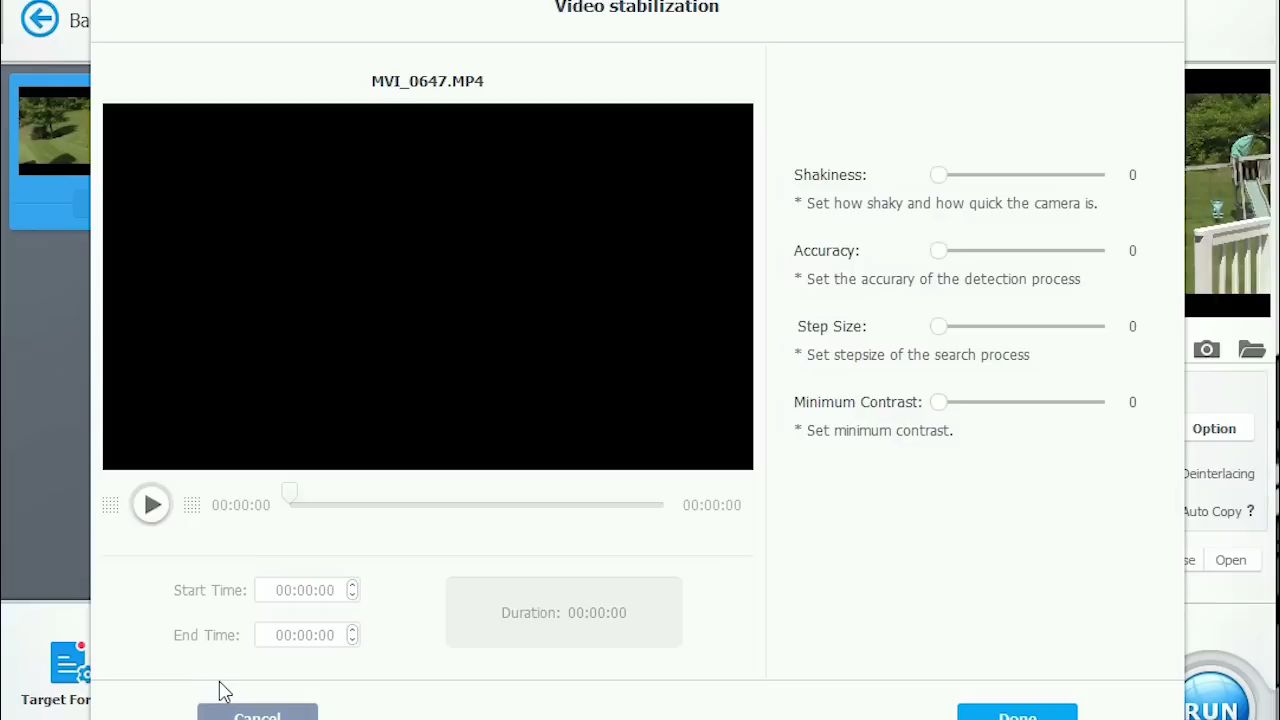 Video stabilization
Ba
MVI_0647.MP4
Shakiness: 0
* Set how shaky and how quick the camera is.
Accuracy: 0
* Set the accurary of the detection process
Step Size: 0
* Set stepsize of the search process
Minimum Contrast: 0
* Set minimum contrast.
Option
Deinterlacing
Auto Copy ?
se Open
00:00:00 00:00:00
Start Time: 00:00:00
Duration: 00:00:00
End Time: 00:00:00
Target For
Cancel
Done
RUN